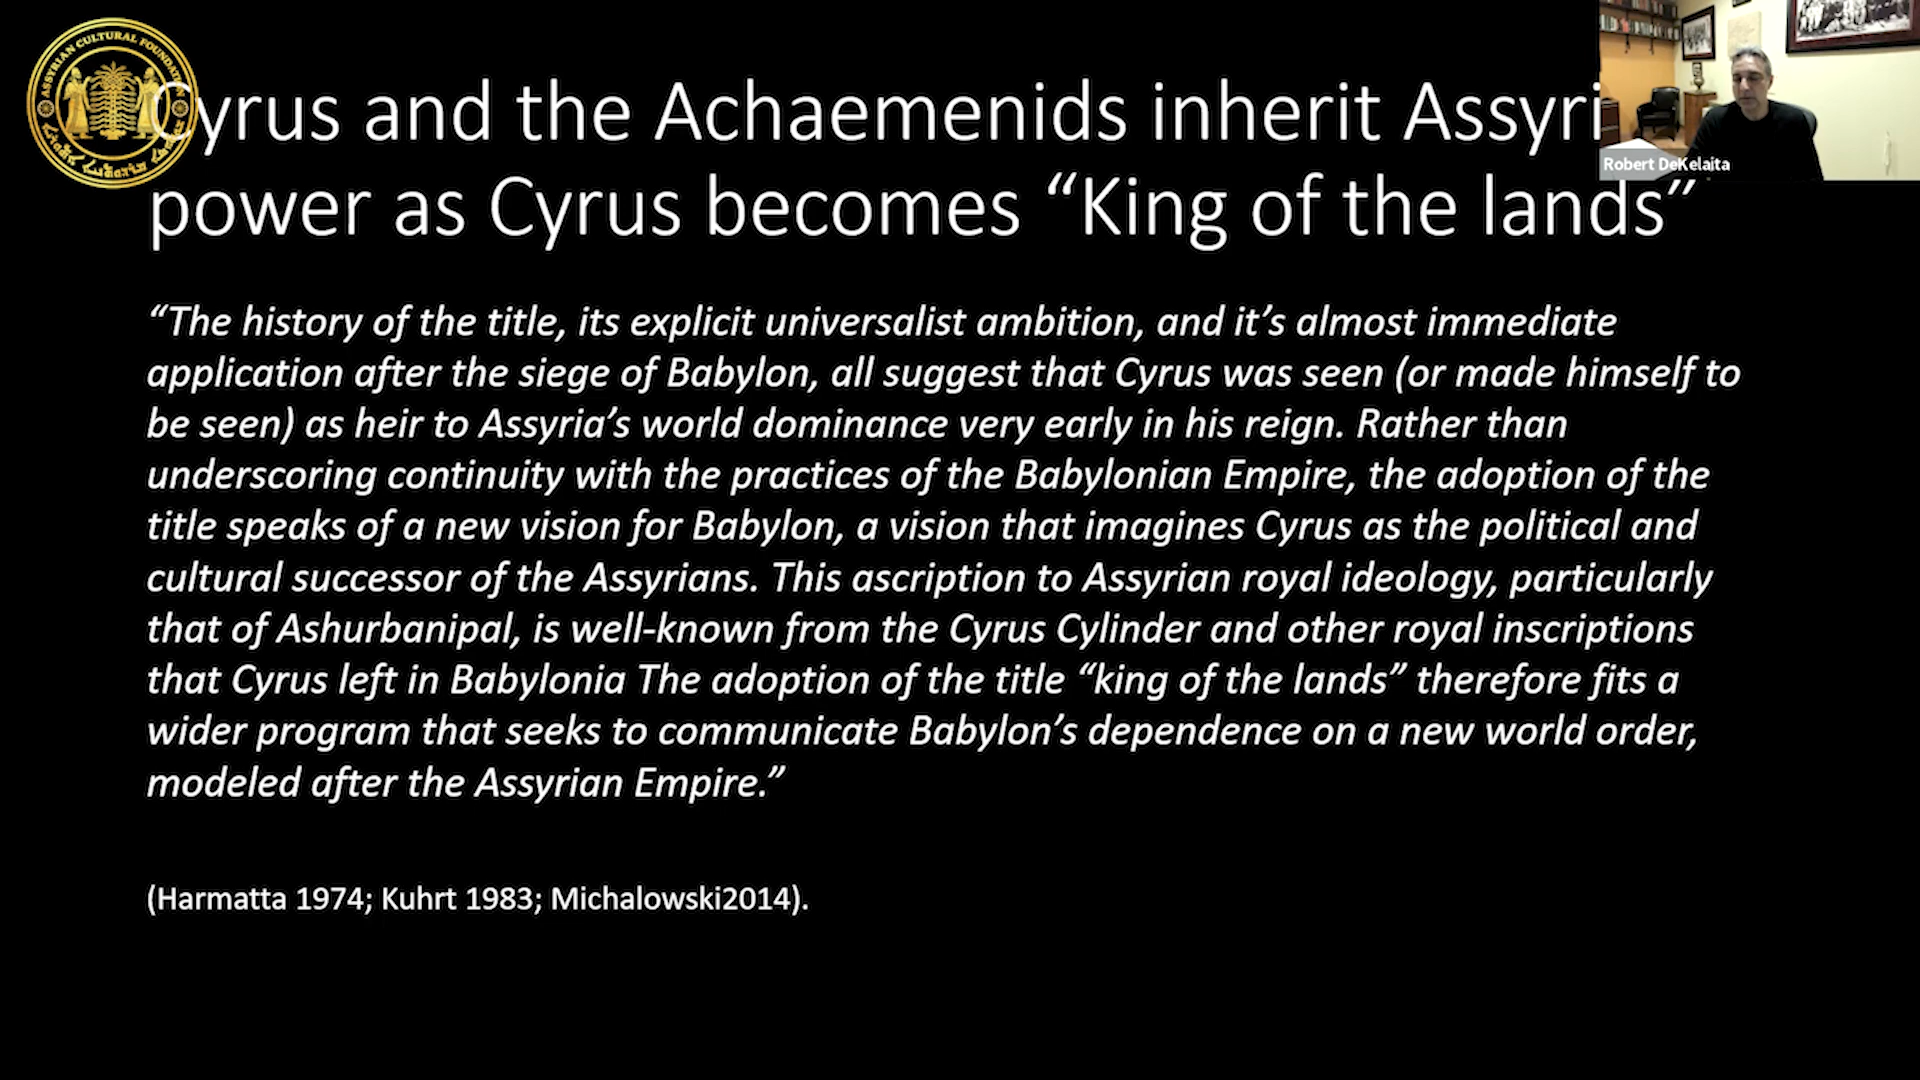 ASSYRIAN CULTURAL FOUNDATION
Cyrus and the Achaemenids inherit Assyri
power as Cyrus becomes “King of the lands”
Robert DeKelaita
“The history of the title, its explicit universalist ambition, and it’s almost immediate
application after the siege of Babylon, all suggest that Cyrus was seen (or made himself to
be seen) as heir to Assyria’s world dominance very early in his reign. Rather than
underscoring continuity with the practices of the Babylonian Empire, the adoption of the
title speaks of a new vision for Babylon, a vision that imagines Cyrus as the political and
cultural successor of the Assyrians. This ascription to Assyrian royal ideology, particularly
that of Ashurbanipal, is well-known from the Cyrus Cylinder and other royal inscriptions
that Cyrus left in Babylonia The adoption of the title “king of the lands” therefore fits a
wider program that seeks to communicate Babylon’s dependence on a new world order,
modeled after the Assyrian Empire.”
(Harmatta 1974; Kuhrt 1983; Michalowski2014).